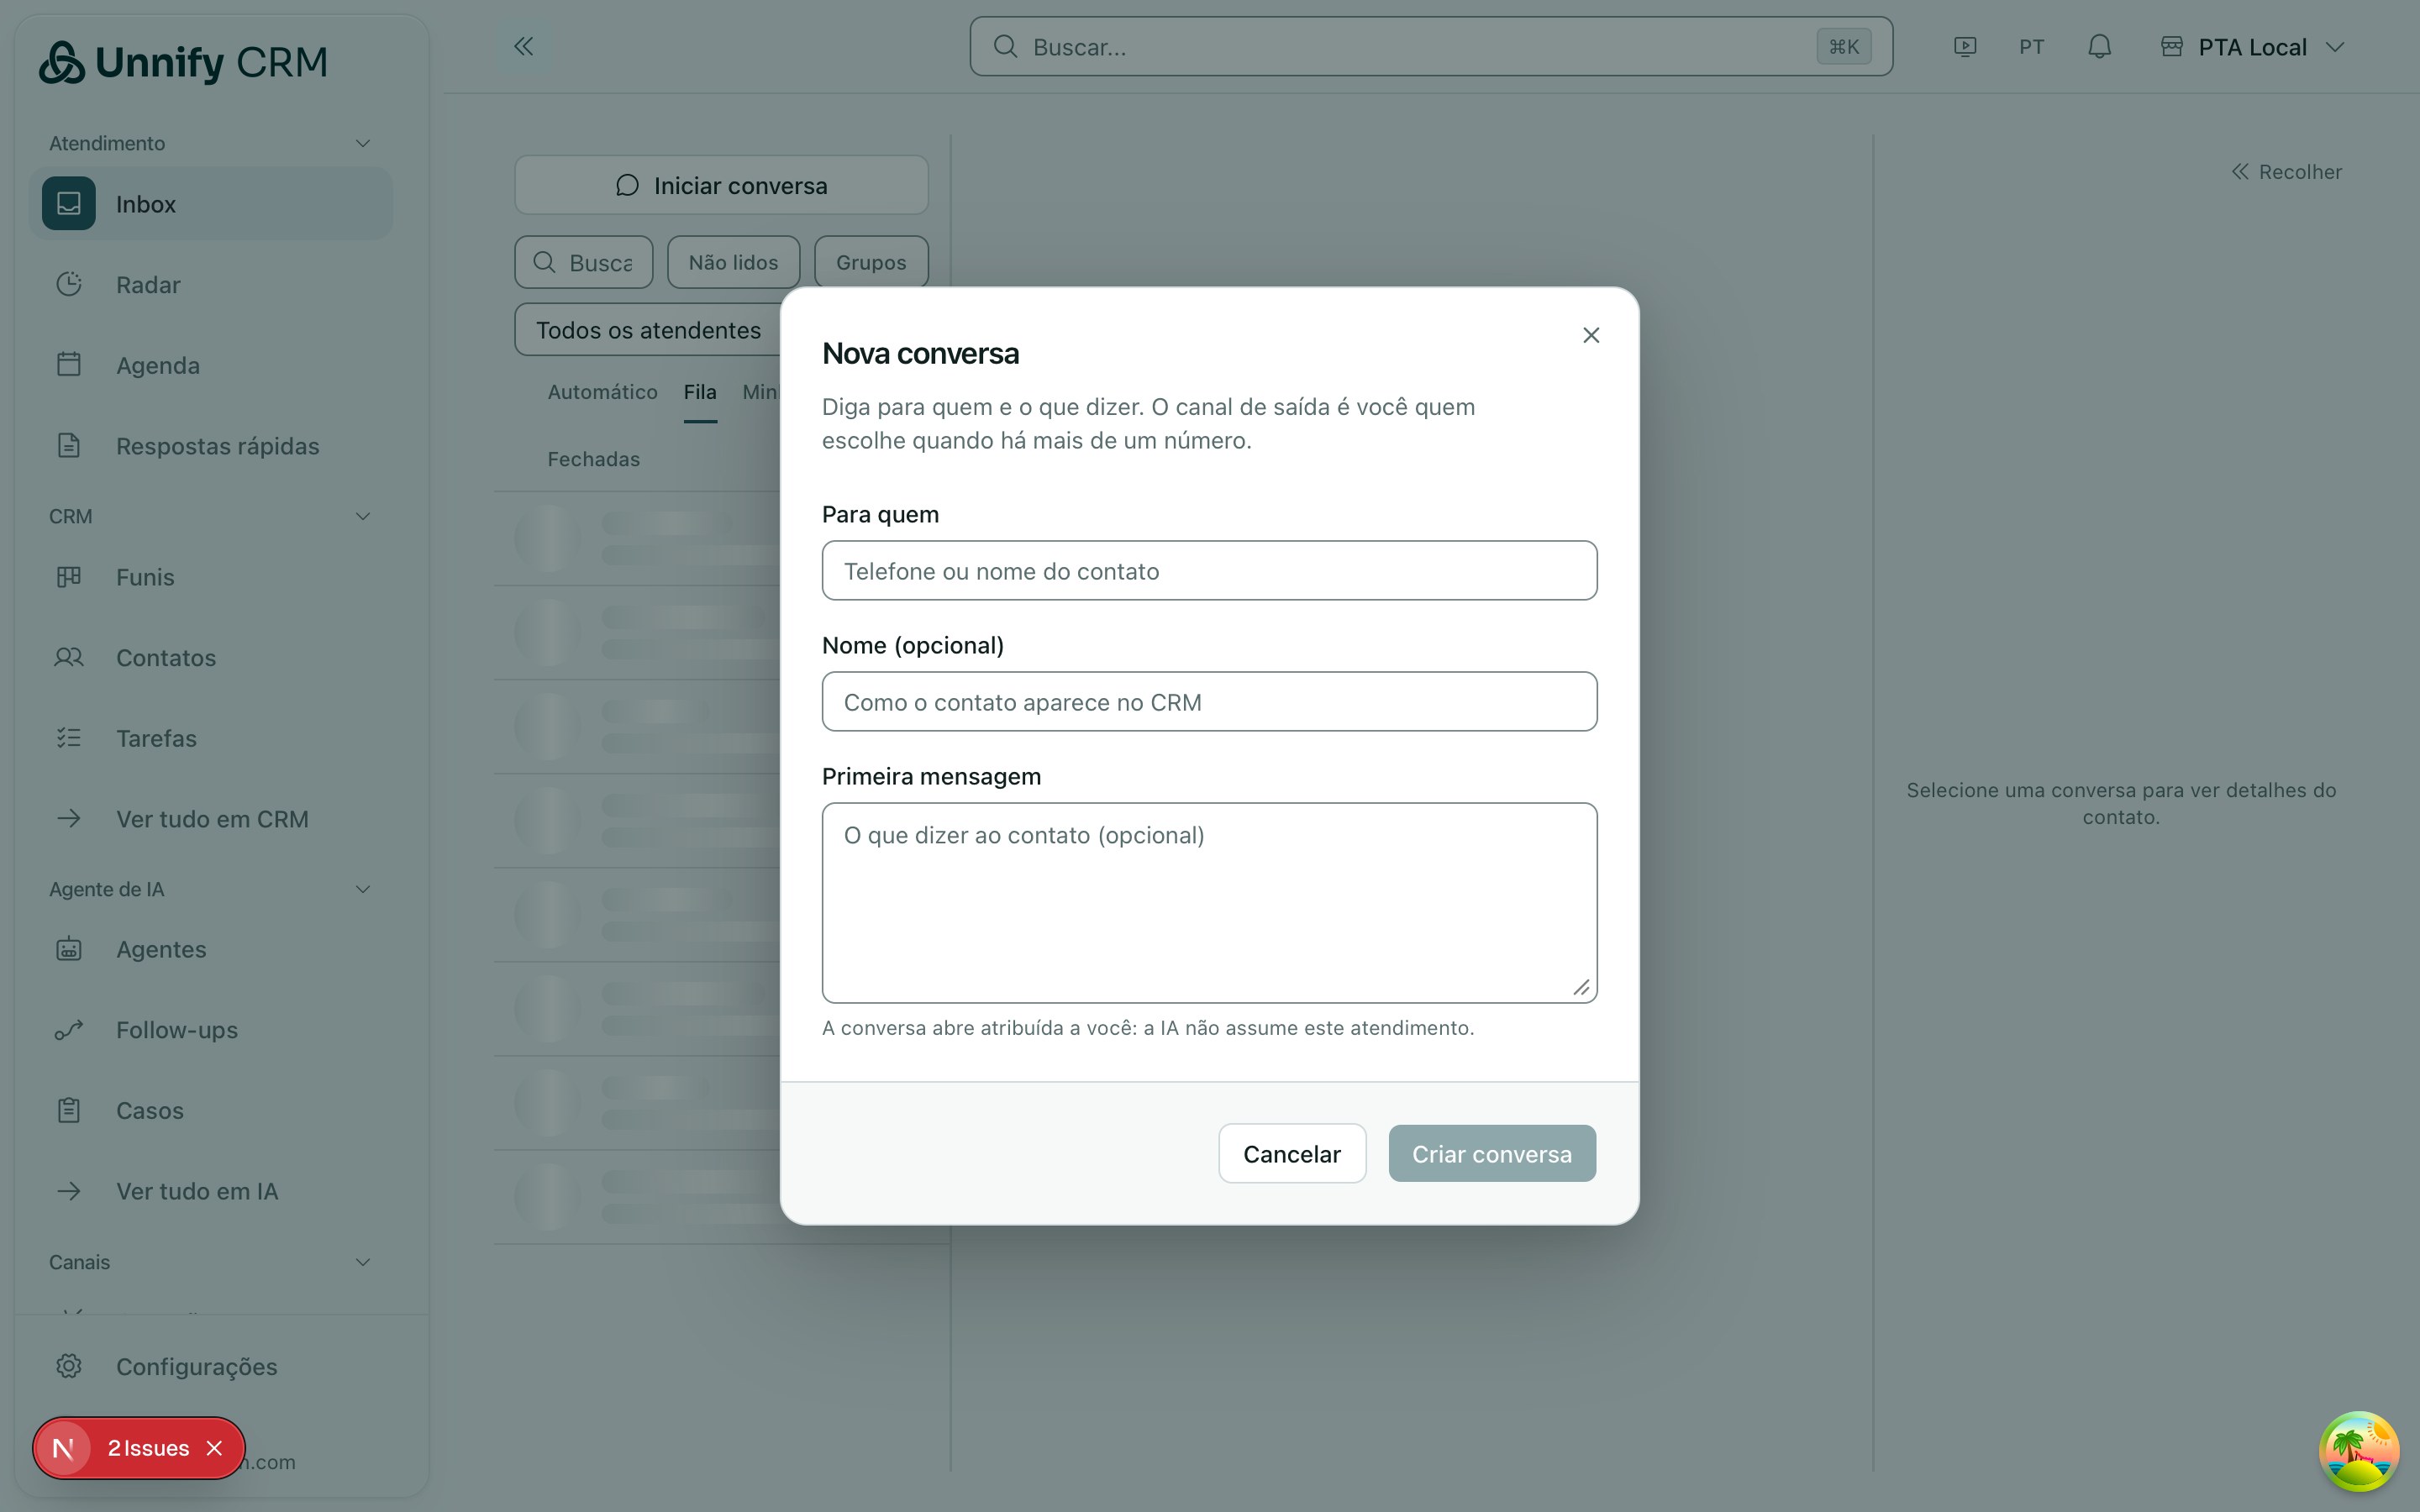 Unnify CRM
Buscar...
⌘K
PT
PTA Local
Atendimento
Inbox
Radar
Agenda
Respostas rápidas
CRM
Funis
Contatos
Tarefas
Ver tudo em CRM
Agente de IA
Agentes
Follow-ups
Casos
Ver tudo em IA
Canais
Configurações
N
2 Issues
n.com
Iniciar conversa
Busca
Não lidos
Grupos
Todos os atendentes
Automático
Fila
Min
Fechadas
Nova conversa
Diga para quem e o que dizer. O canal de saída é você quem
escolhe quando há mais de um número.
Para quem
Telefone ou nome do contato
Nome (opcional)
Como o contato aparece no CRM
Primeira mensagem
O que dizer ao contato (opcional)
A conversa abre atribuída a você: a IA não assume este atendimento.
Cancelar
Criar conversa
Recolher
Selecione uma conversa para ver detalhes do
contato.